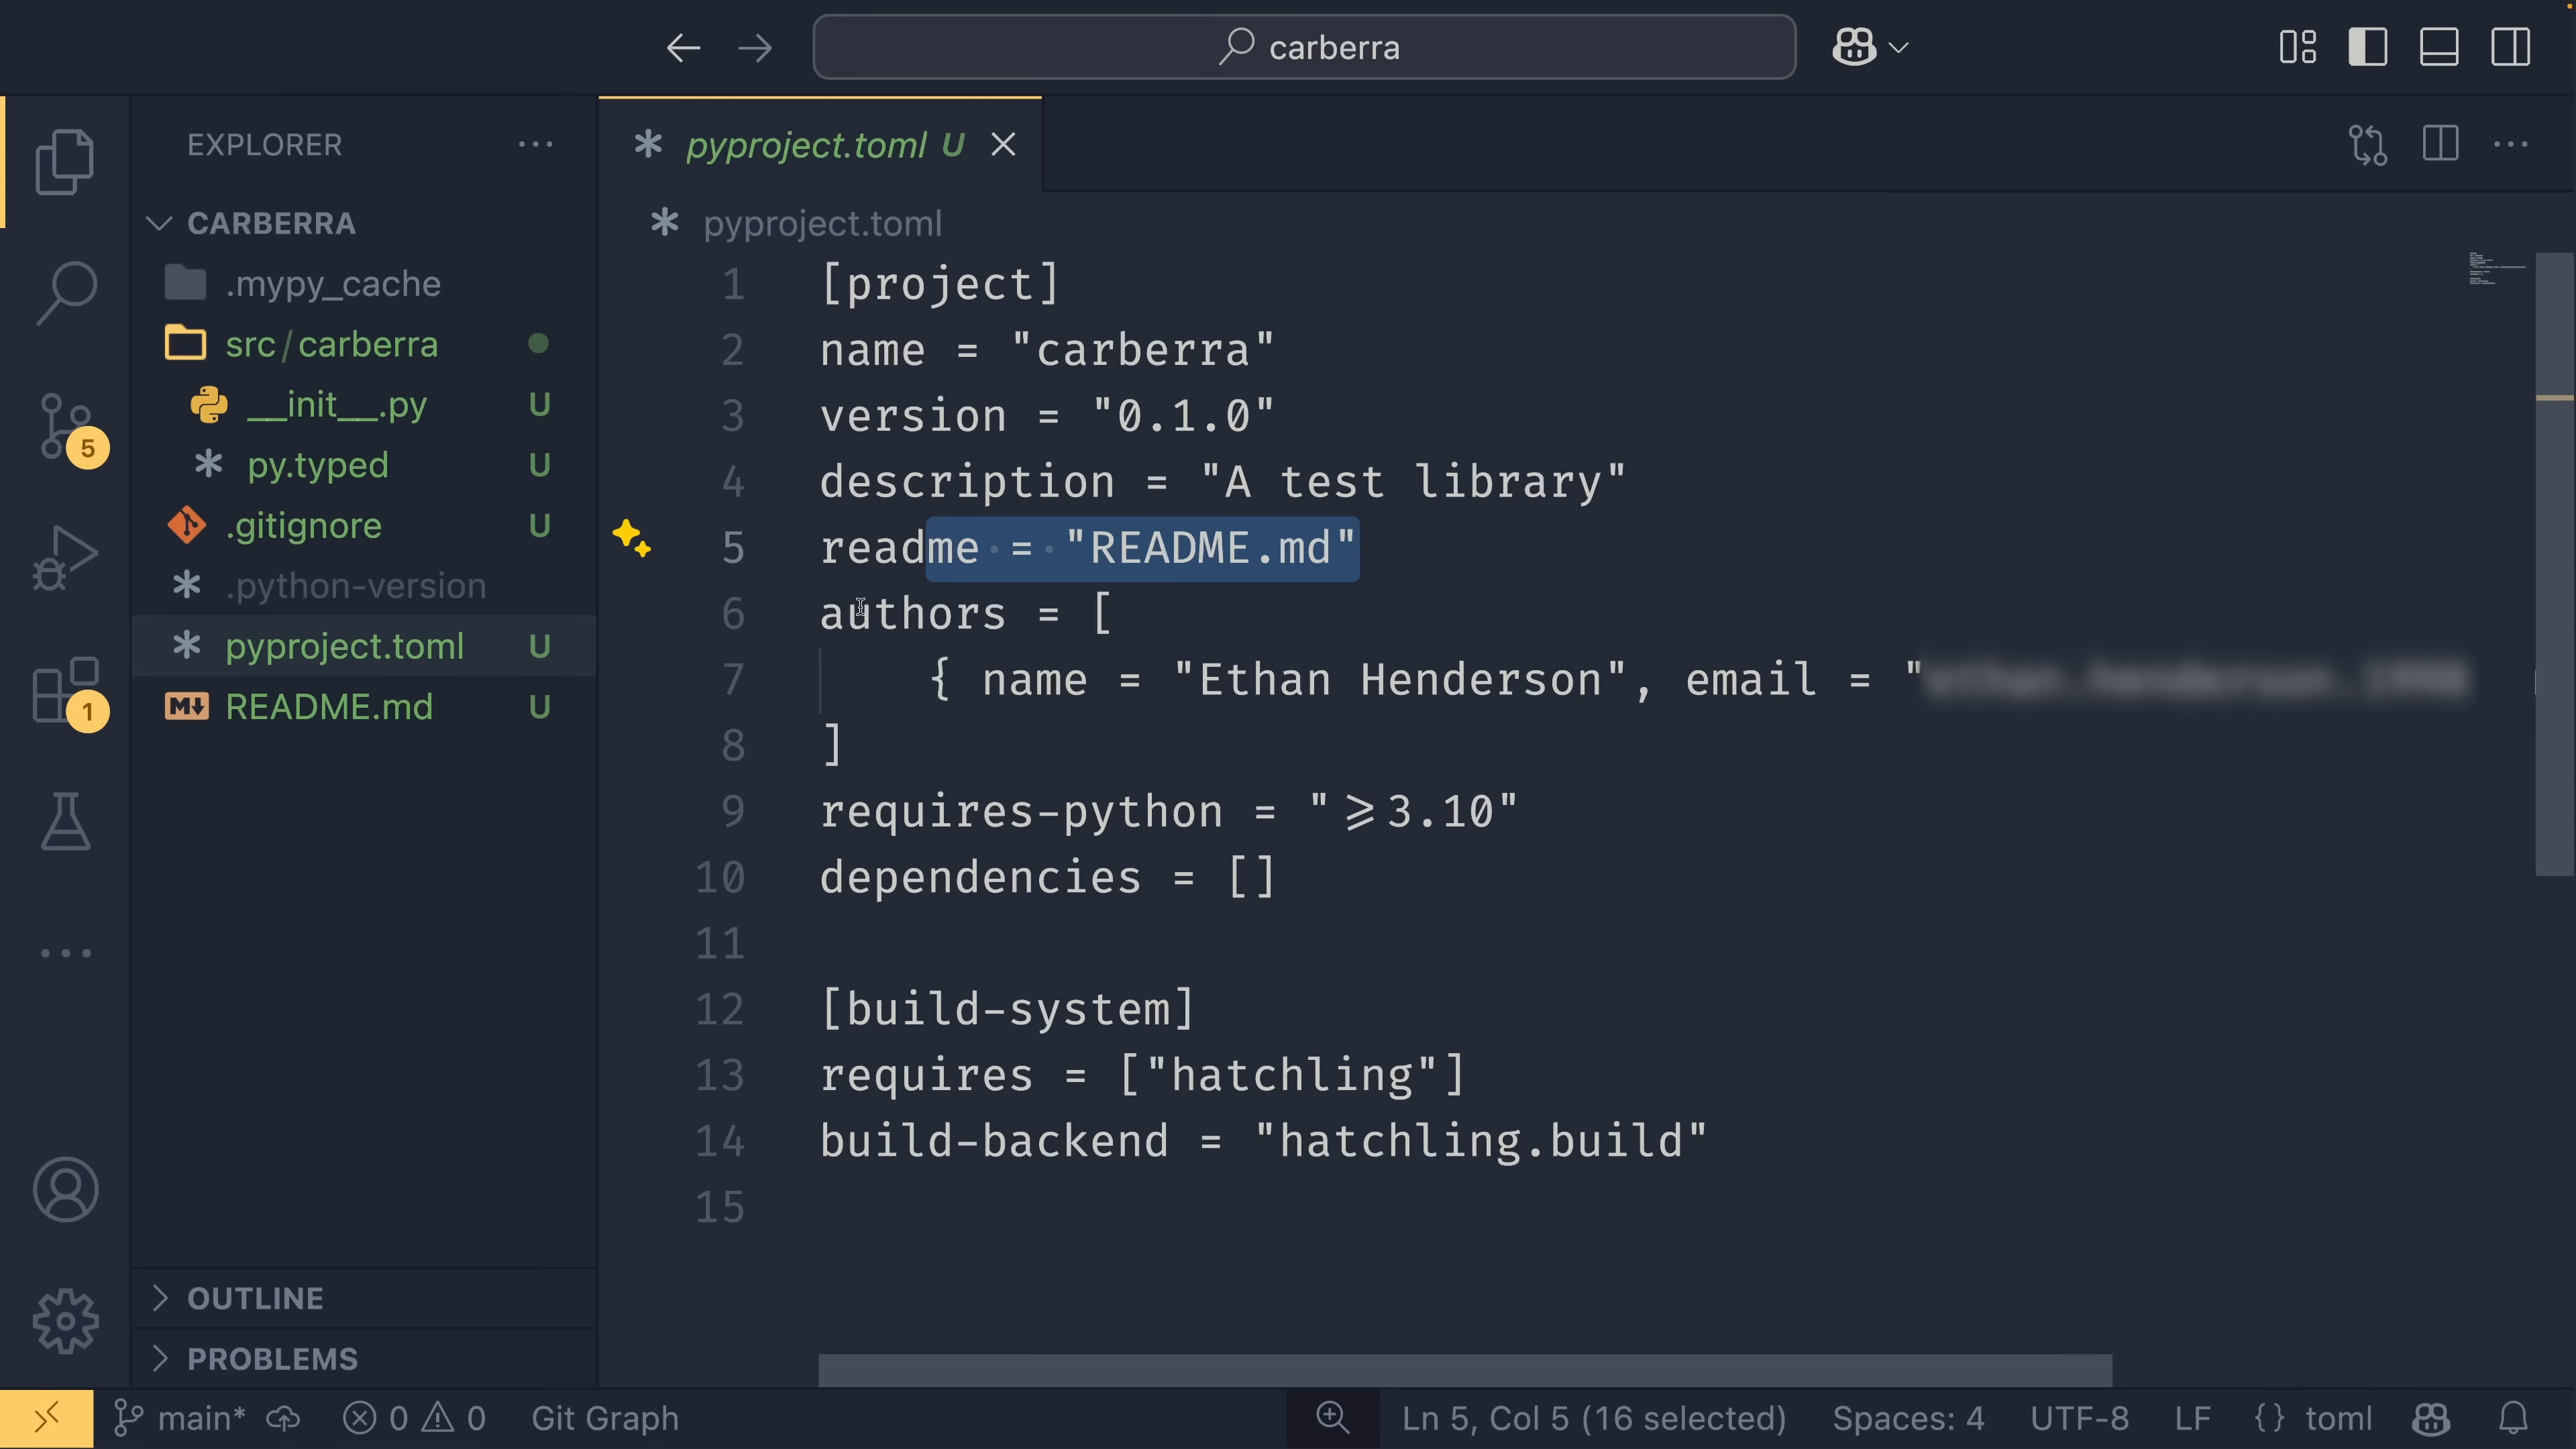 carberra
EXPLORER
pyproject.toml U
CARBERRA
.mypy_cache
src/carberra
__init__.py U
py.typed U
.gitignore U
.python-version
pyproject.toml U
README.md U
OUTLINE
PROBLEMS
5
1
pyproject.toml
1 [project]
2 name = "carberra"
3 version = "0.1.0"
4 description = "A test library"
5 readme = "README.md"
6 authors = [
7 { name = "Ethan Henderson", email = "
8 ]
9 requires-python = ">=3.10"
10 dependencies = []
11
12 [build-system]
13 requires = ["hatchling"]
14 build-backend = "hatchling.build"
15
main* 0 0 Git Graph Ln 5, Col 5 (16 selected) Spaces: 4 UTF-8 LF {} toml